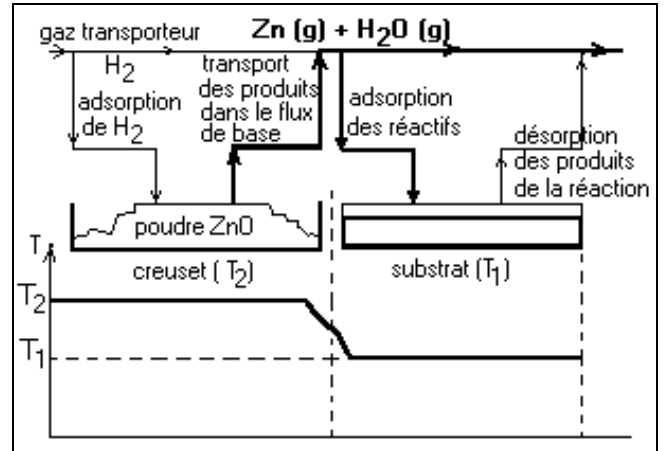 gaz transporteur
Zn (g) + H2O (g)
H2
transport
des produits
dans le flux
de base
adsorption
de H2
adsorption
des réactifs
désorption
des produits
de la réaction
poudre ZnO
T
creuset ( T2)
substrat (T1)
T2
T1